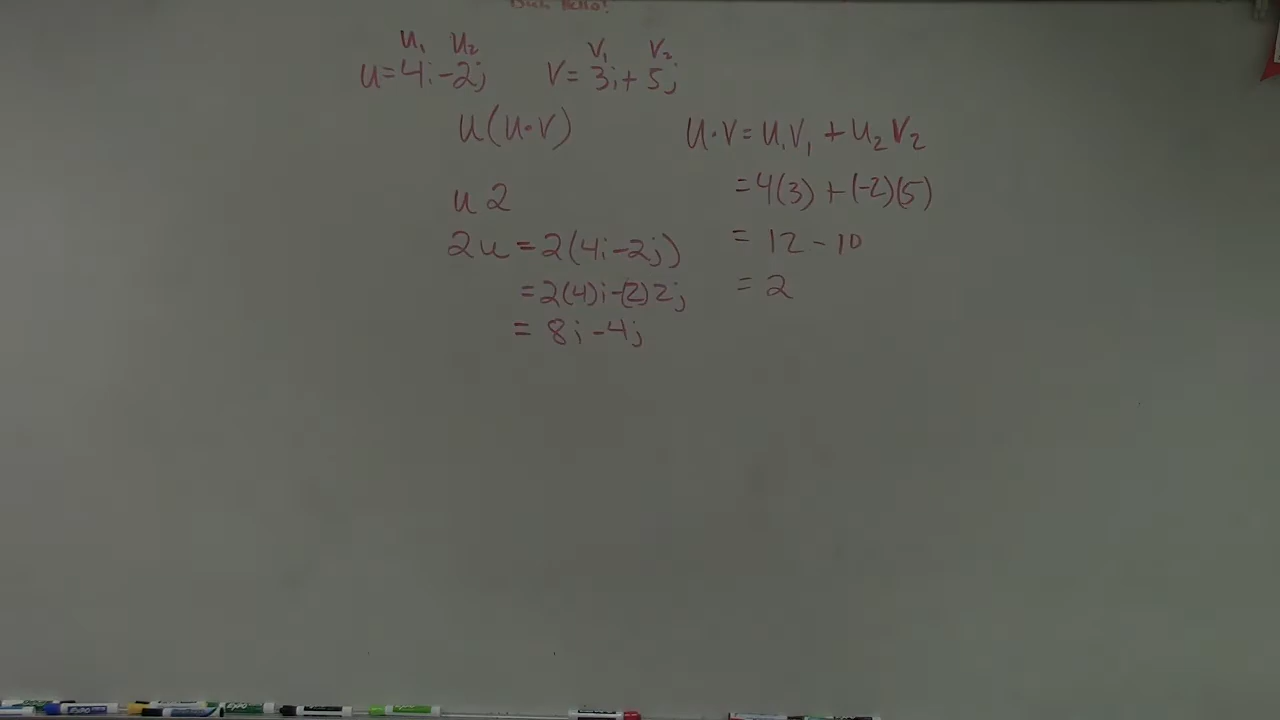 u₁ u₂ v₁ v₂
u=4i-2j v=3i+5j
u(u·v) u·v=u₁v₁+u₂v₂
u 2 =4(3)+(-2)(5)
2u=2(4i-2j) =12-10
=2(4)i-(2)2j =2
=8i-4j